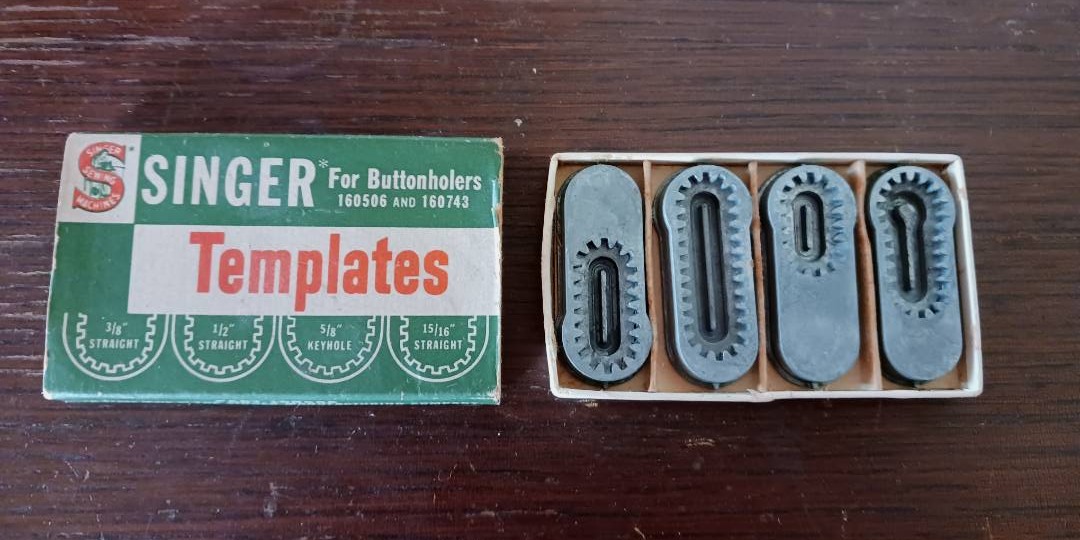 SINGER
SEWING
MACHINES
SINGER* For Buttonholers
160506 AND 160743
Templates
3/8" STRAIGHT
1/2" STRAIGHT
5/8" KEYHOLE
15/16" STRAIGHT